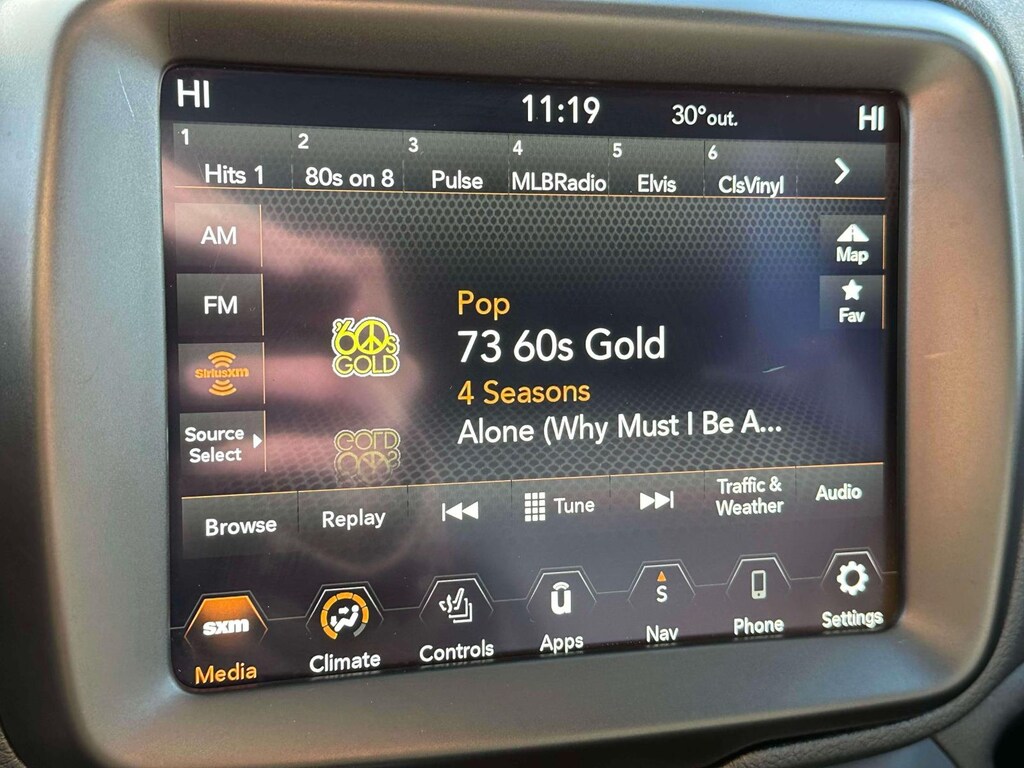 HI 11:19 30°out. HI
1 2 3 4 5 6
Hits 1 80s on 8 Pulse MLBRadio Elvis ClsVinyl
AM
Map
FM
Fav
Pop
'60s
GOLD
73 60s Gold
SiriusXM
4 Seasons
Alone (Why Must I Be A...
Source
Select
GOLD
60s
Browse Replay Tune Traffic &
Weather Audio
sxm
û
S
Media Climate Controls Apps Nav Phone Settings